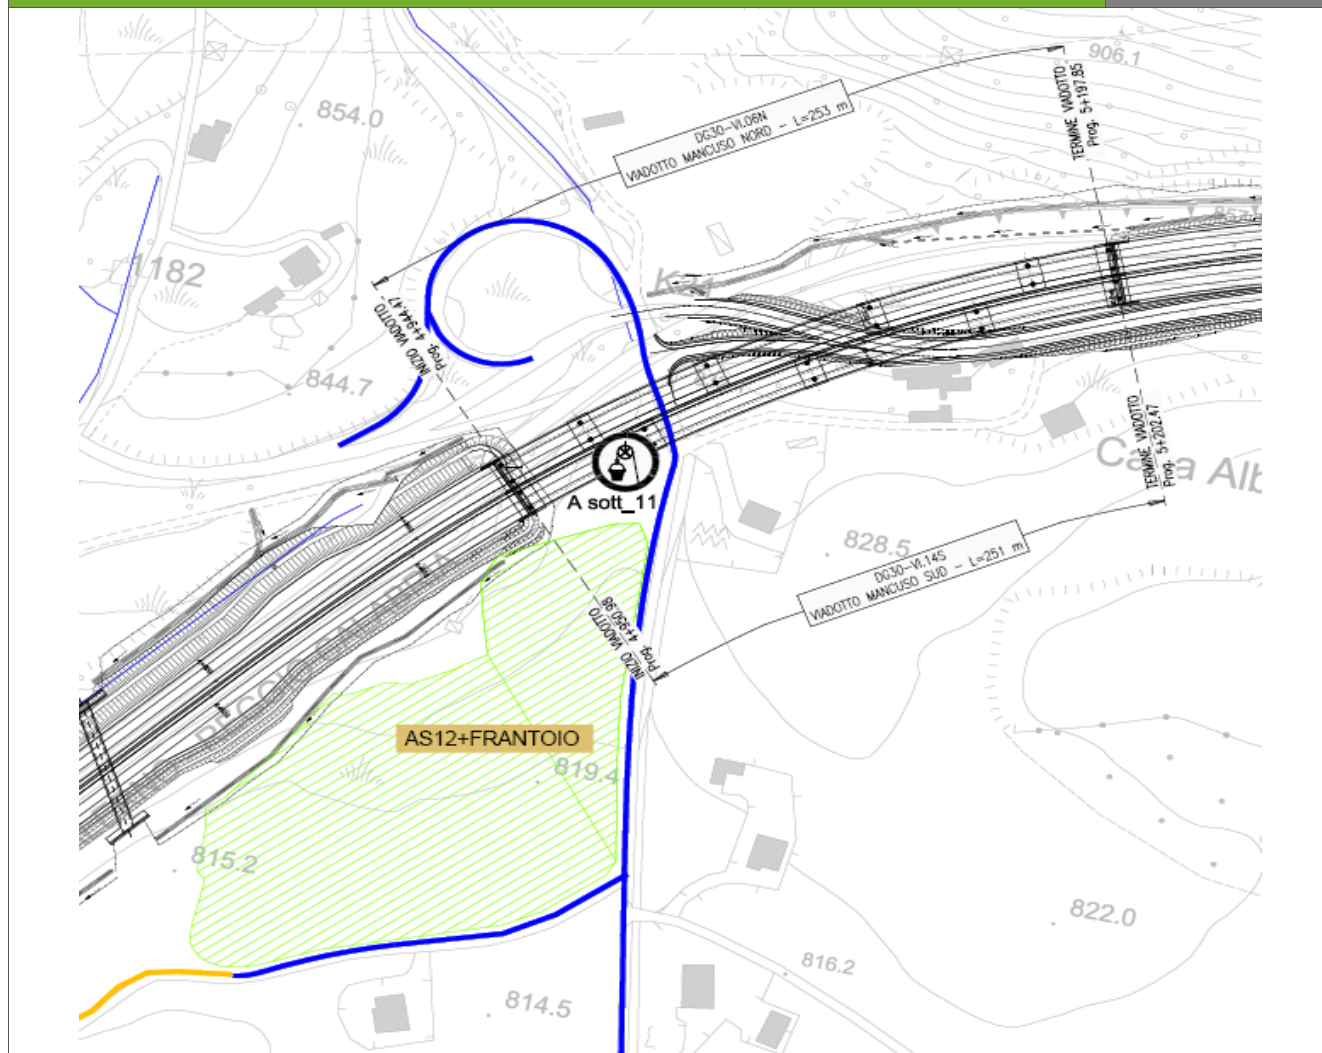 906.1
TERMINE VIADOTTO
Prog. 5+197.85
854.0
DG30-VI.06N
VIADOTTO MANCUSO NORD - L=253 m
1182
INIZIO VIADOTTO
Prog. 4+944.47
844.7
A sott_11
TERMINE VIADOTTO
Prog. 5+202.47
828.5
DG30-VI.14S
VIADOTTO MANCUSO SUD - L=251 m
INIZIO VIADOTTO
Prog. 4+950.98
AS12+FRANTOIO
819.4
815.2
822.0
816.2
814.5